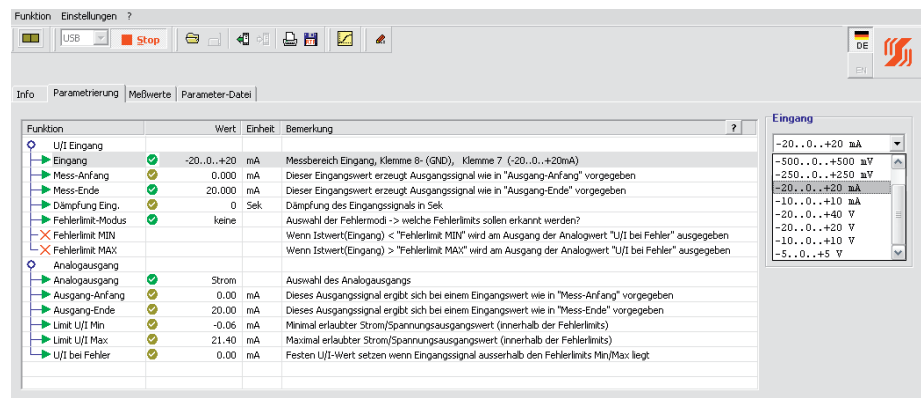 Funktion Einstellungen ?
USB Stop
DE
EN
Info Parametrierung Meßwerte Parameter-Datei
Funktion Wert Einheit Bemerkung ?
U/I Eingang
Eingang -20..0..+20 mA Messbereich Eingang, Klemme 8- (GND), Klemme 7 (-20..0..+20mA)
Mess-Anfang 0.000 mA Dieser Eingangswert erzeugt Ausgangssignal wie in "Ausgang-Anfang" vorgegeben
Mess-Ende 20.000 mA Dieser Eingangswert erzeugt Ausgangssignal wie in "Ausgang-Ende" vorgegeben
Dämpfung Eing. 0 Sek Dämpfung des Eingangssignals in Sek
Fehlerlimit-Modus keine Auswahl der Fehlermodi -> welche Fehlerlimits sollen erkannt werden?
Fehlerlimit MIN Wenn Istwert(Eingang) < "Fehlerlimit MIN" wird am Ausgang der Analogwert "U/I bei Fehler" ausgegeben
Fehlerlimit MAX Wenn Istwert(Eingang) > "Fehlerlimit MAX" wird am Ausgang der Analogwert "U/I bei Fehler" ausgegeben
Analogausgang
Analogausgang Strom Auswahl des Analogausgangs
Ausgang-Anfang 0.00 mA Dieses Ausgangssignal ergibt sich bei einem Eingangswert wie in "Mess-Anfang" vorgegeben
Ausgang-Ende 20.00 mA Dieses Ausgangssignal ergibt sich bei einem Eingangswert wie in "Mess-Ende" vorgegeben
Limit U/I Min -0.06 mA Minimal erlaubter Strom/Spannungsausgangswert (innerhalb der Fehlerlimits)
Limit U/I Max 21.40 mA Maximal erlaubter Strom/Spannungsausgangswert (innerhalb der Fehlerlimits)
U/I bei Fehler 0.00 mA Festen U/I-Wert setzen wenn Eingangssignal ausserhalb den Fehlerlimits Min/Max liegt
Eingang
-20..0..+20 mA
-500..0..+500 mV
-250..0..+250 mV
-20..0..+20 mA
-10..0..+10 mA
-20..0..+40 V
-20..0..+20 V
-10..0..+10 V
-5..0..+5 V